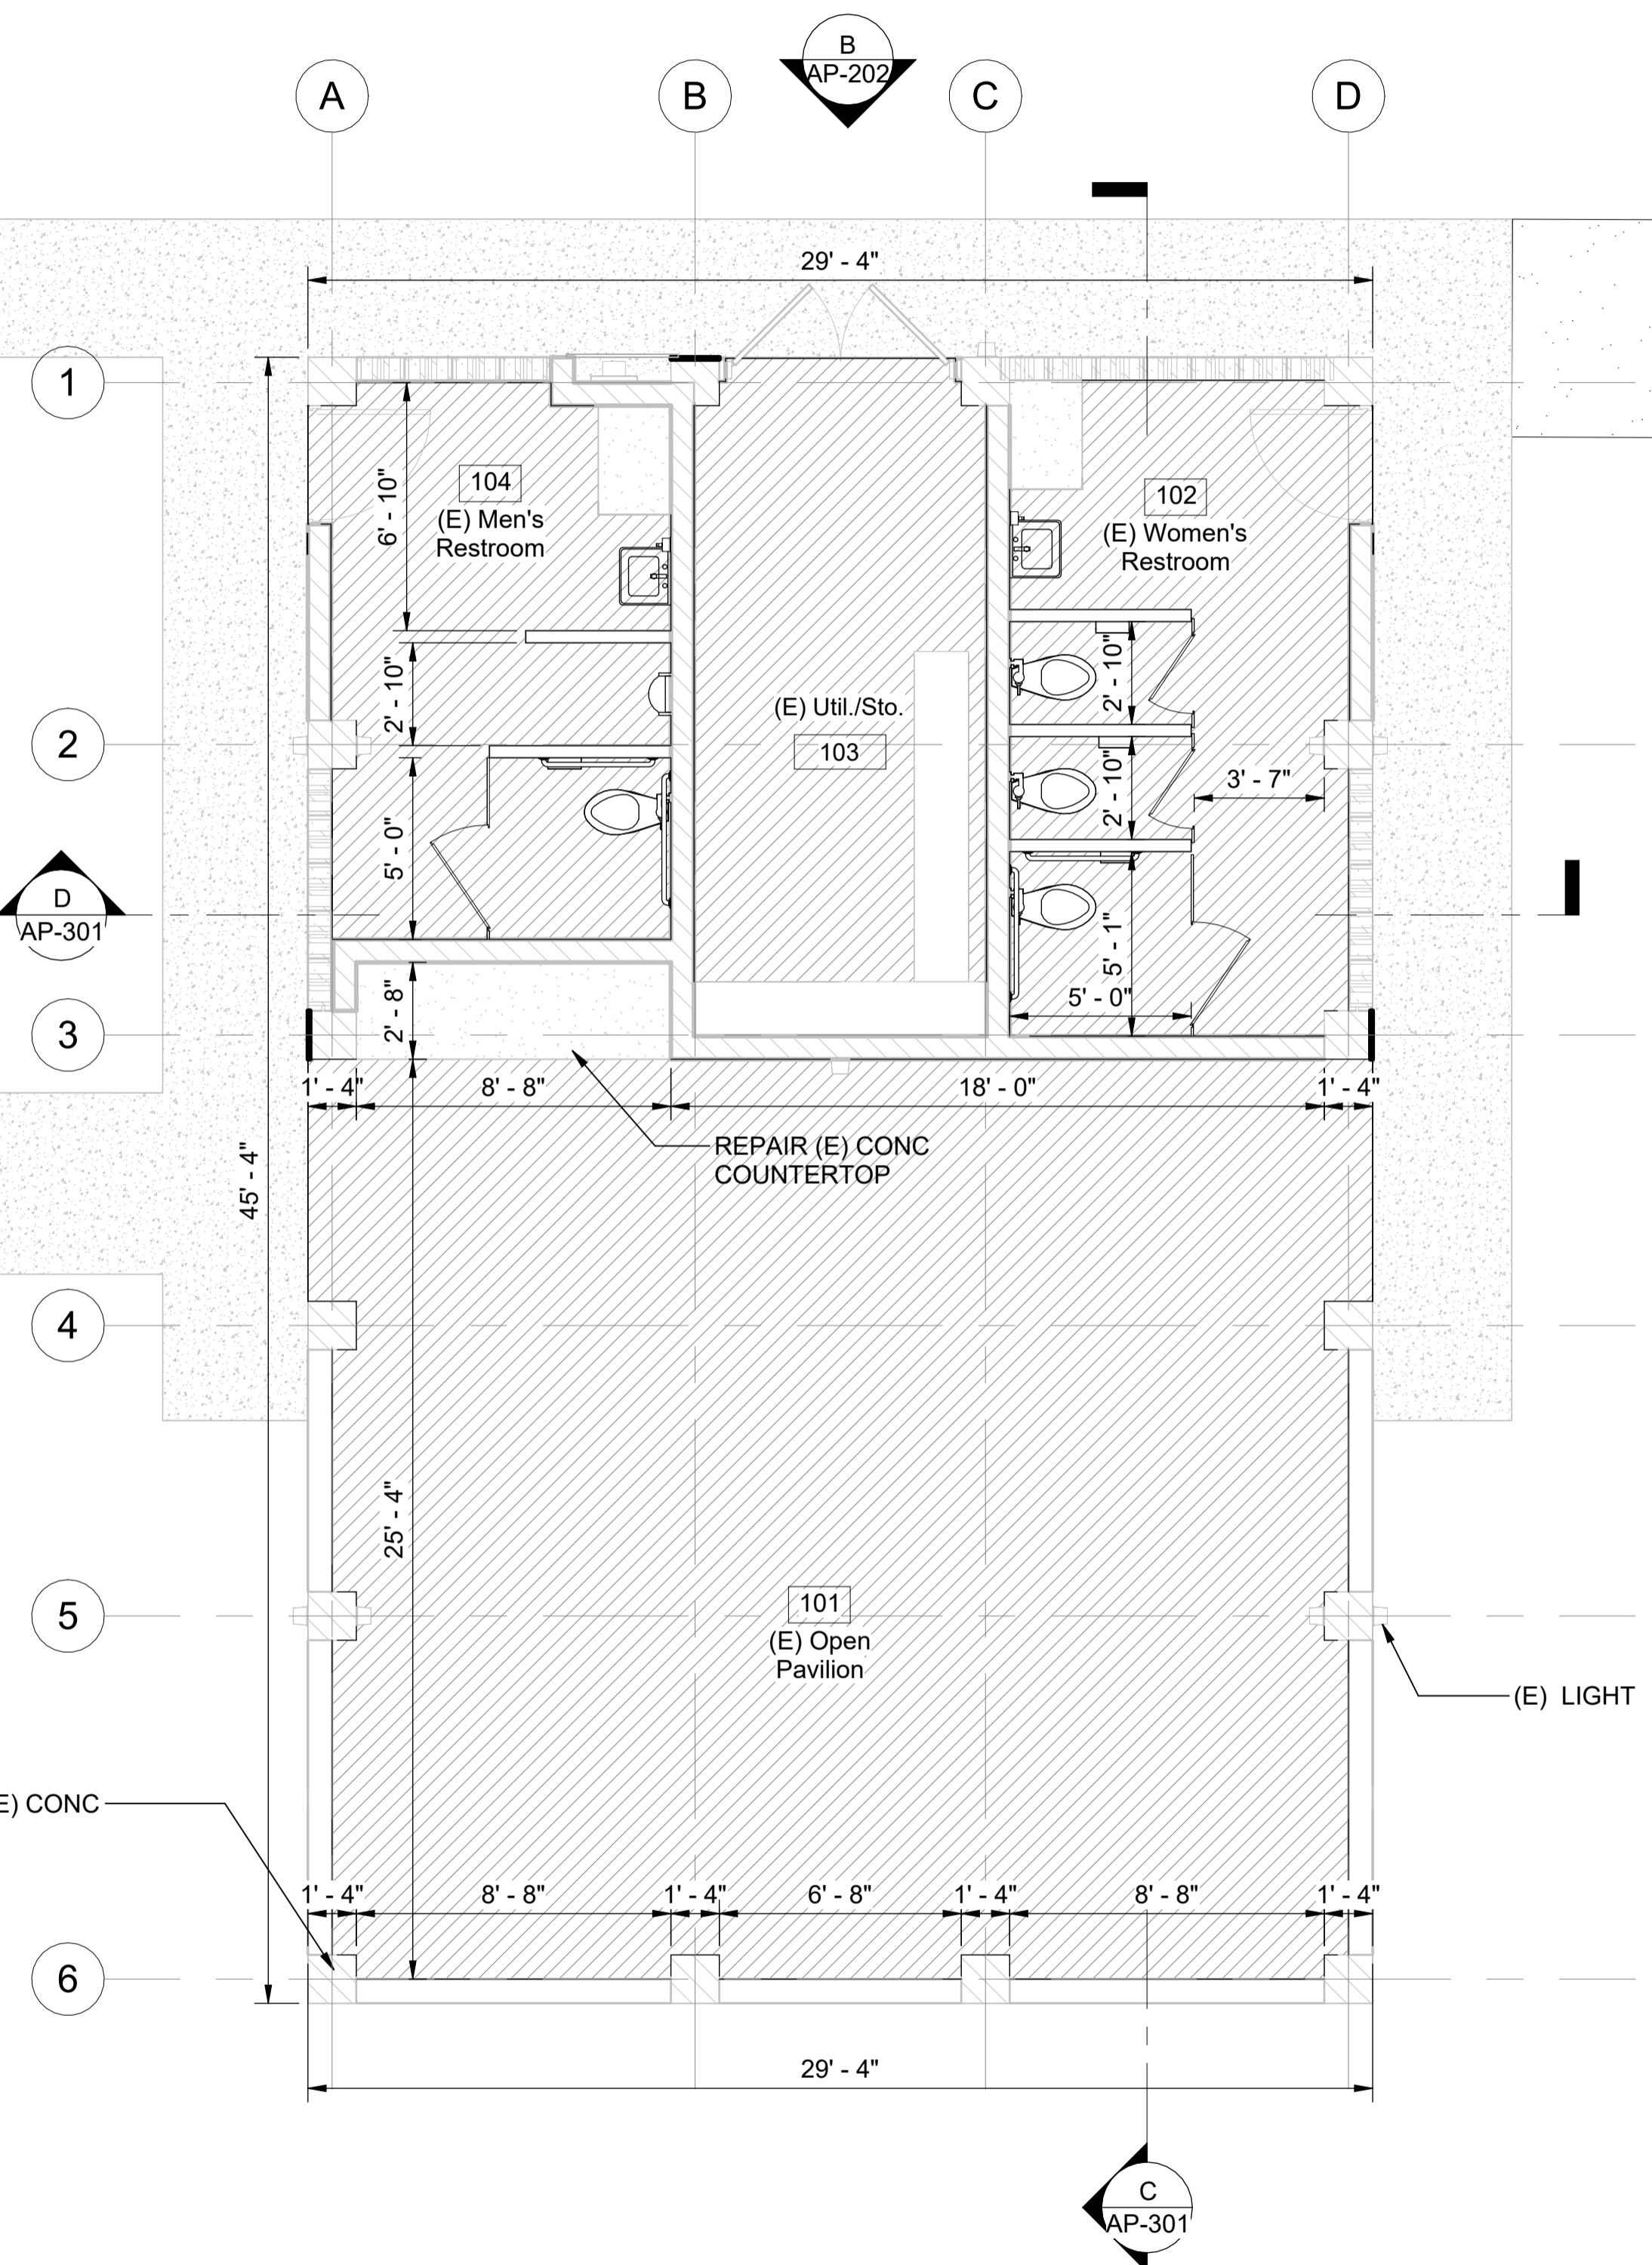 B
AP-202
A
B
C
D
29' - 4"
1
104
(E) Men's
Restroom
6' - 10"
102
(E) Women's
Restroom
2' - 10"
2' - 10"
(E) Util./Sto.
103
2
2' - 10"
3' - 7"
5' - 0"
D
AP-301
5' - 1"
5' - 0"
2' - 8"
3
1' - 4"
8' - 8"
18' - 0"
1' - 4"
REPAIR (E) CONC
COUNTERTOP
45' - 4"
4
25' - 4"
5
101
(E) Open
Pavilion
(E) LIGHT
E) CONC
1' - 4"
8' - 8"
1' - 4"
6' - 8"
1' - 4"
8' - 8"
1' - 4"
6
29' - 4"
C
AP-301